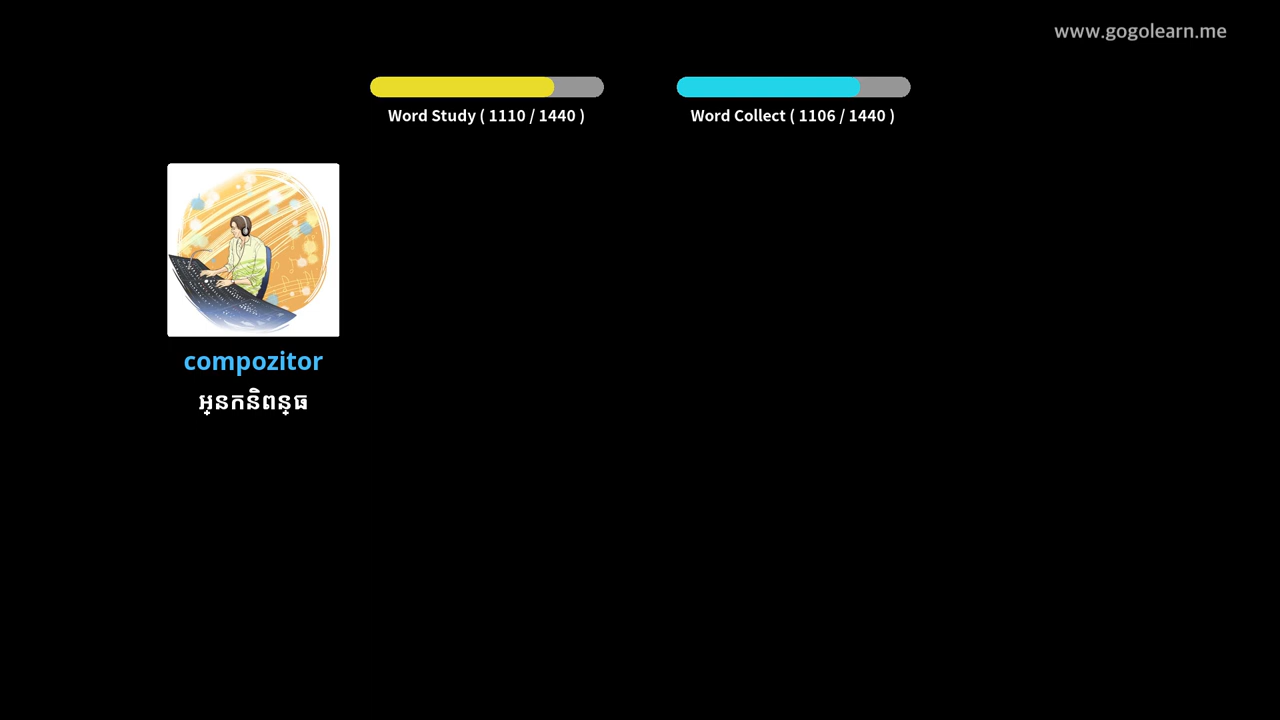 www.gogolearn.me
Word Study ( 1110 / 1440 )
Word Collect ( 1106 / 1440 )
compozitor
អ្នកនិពន្ធ